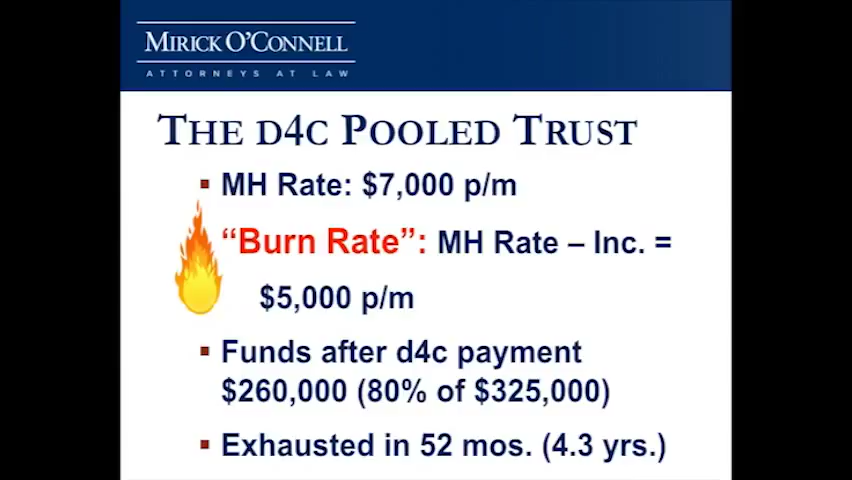 MIRICK O'CONNELL
ATTORNEYS AT LAW
THE D4C POOLED TRUST
▪ MH Rate: $7,000 p/m
“Burn Rate”: MH Rate – Inc. =
$5,000 p/m
▪ Funds after d4c payment
$260,000 (80% of $325,000)
▪ Exhausted in 52 mos. (4.3 yrs.)